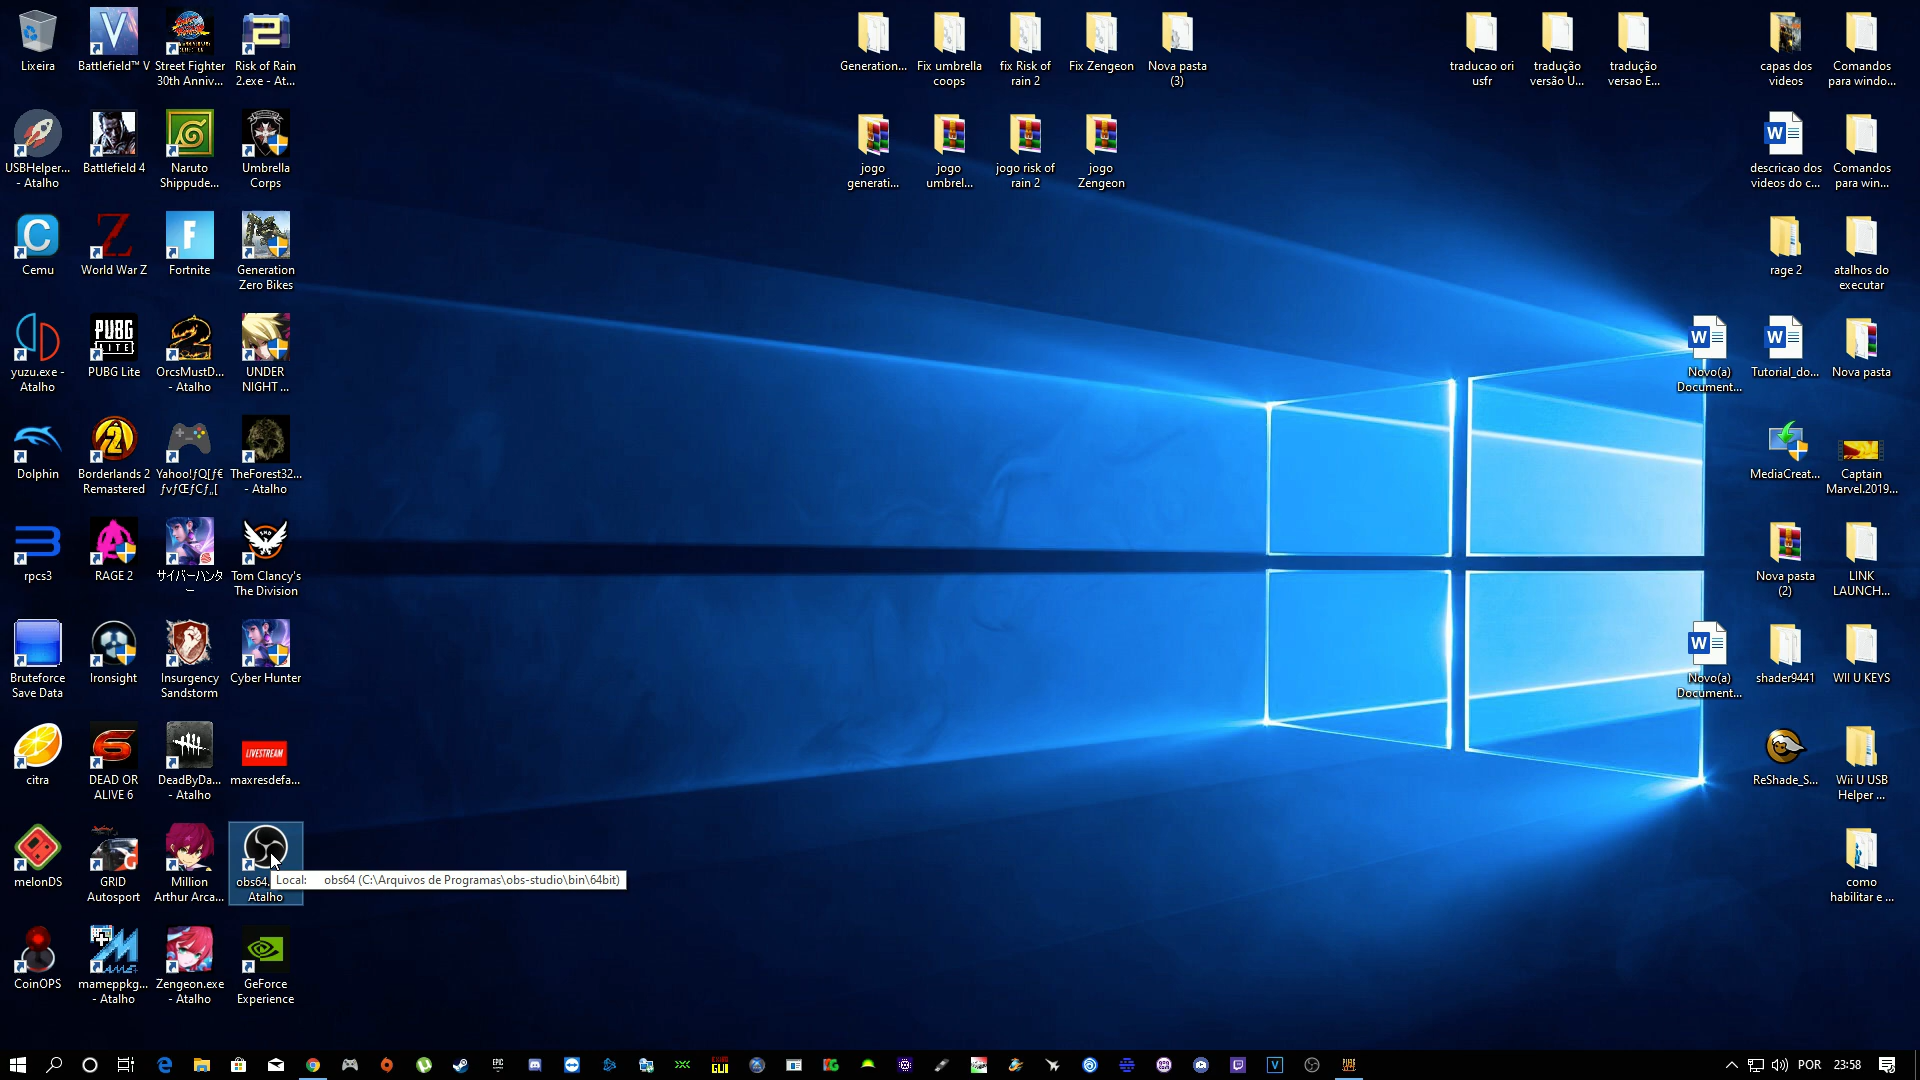 Lixeira
Battlefield™ V
Street Fighter
30th Anniv...
Risk of Rain
2.exe - At...
Generation...
Fix umbrella
coops
fix Risk of
rain 2
Fix Zengeon
Nova pasta
(3)
traducao ori
usfr
tradução
versão U...
tradução
versao E...
capas dos
videos
Comandos
para windo...
USBHelper...
- Atalho
Battlefield 4
Naruto
Shippude...
Umbrella
Corps
jogo
generati...
jogo
umbrel...
jogo risk of
rain 2
jogo
Zengeon
descricao dos
videos do c...
Comandos
para win...
Cemu
World War Z
Fortnite
Generation
Zero Bikes
rage 2
atalhos do
executar
yuzu.exe -
Atalho
PUBG
LITE
PUBG Lite
OrcsMustD...
- Atalho
UNDER
NIGHT ...
Novo(a)
Document...
Tutorial_do...
Nova pasta
Dolphin
Borderlands 2
Remastered
Yahoo!ƒQ[ƒ€
ƒvƒŒƒCƒ„[
TheForest32...
- Atalho
MediaCreat...
Captain
Marvel.2019...
rpcs3
RAGE 2
サイバーハンタ
ー
Tom Clancy's
The Division
Nova pasta
(2)
LINK
LAUNCH...
Bruteforce
Save Data
Ironsight
Insurgency
Sandstorm
Cyber Hunter
Novo(a)
Document...
shader9441
WII U KEYS
citra
DEAD OR
ALIVE 6
DeadByDa...
- Atalho
LIVESTREAM
maxresdefa...
ReShade_S...
Wii U USB
Helper ...
melonDS
GRID
Autosport
Million
Arthur Arca...
obs64.
Atalho
Local: obs64 (C:\Arquivos de Programas\obs-studio\bin\64bit)
como
habilitar e ...
CoinOPS
mameppkg...
- Atalho
Zengeon.exe
- Atalho
GeForce
Experience
EPIC
GUI
POR
23:58